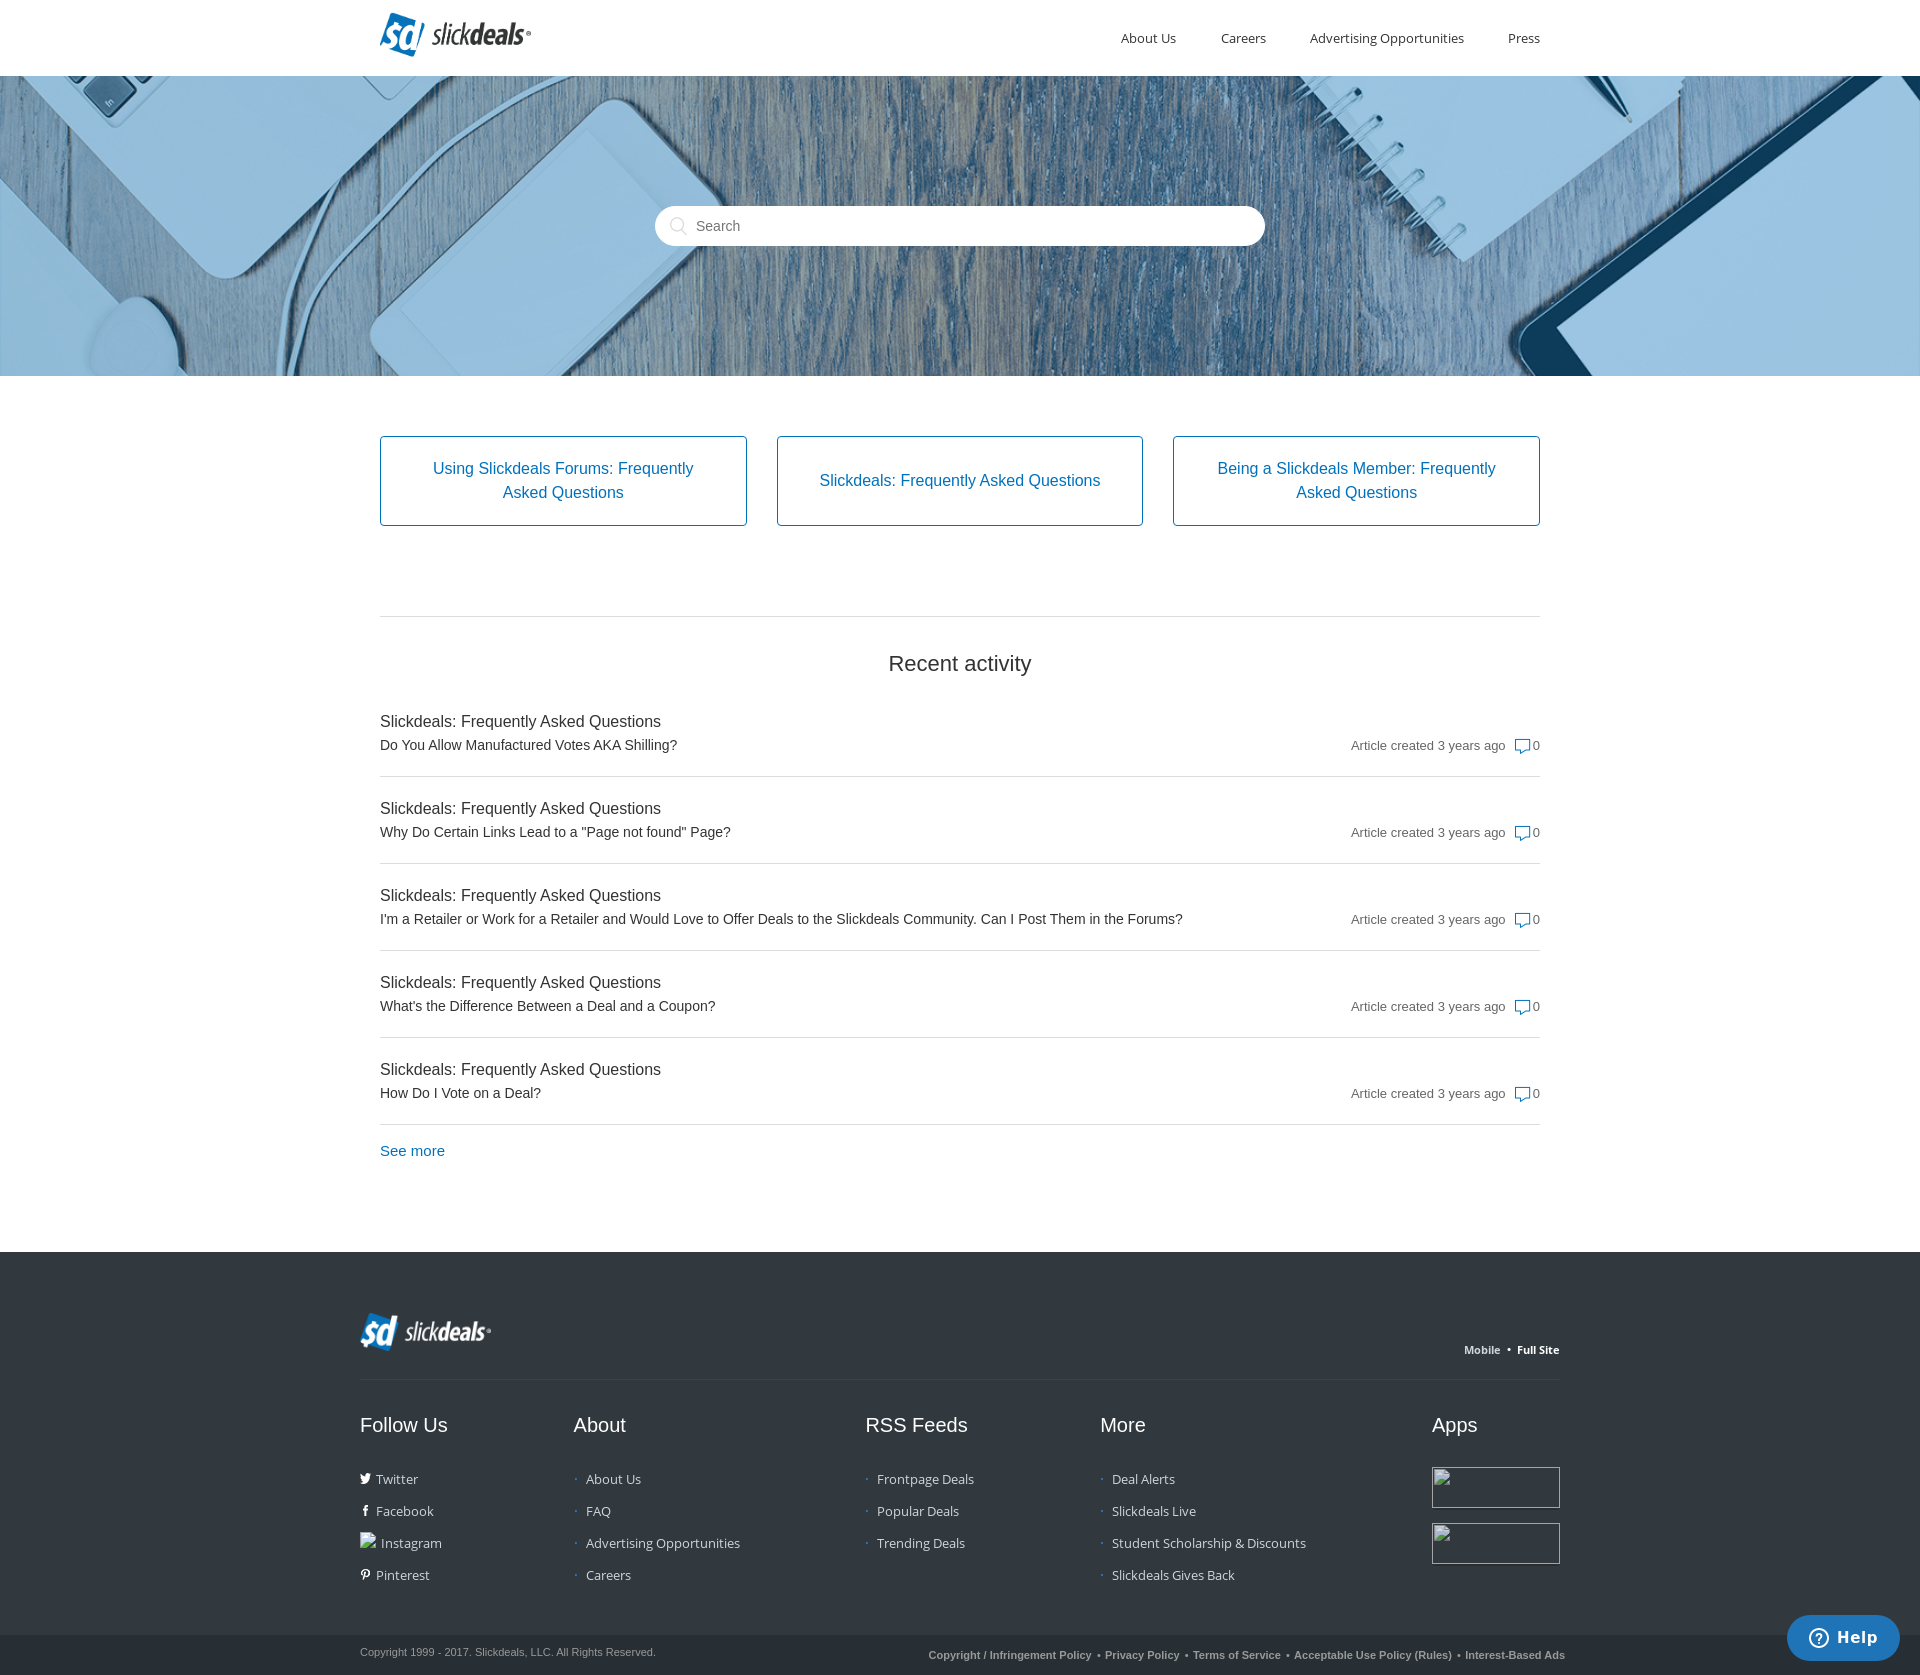 $d slickdeals®
About Us Careers Advertising Opportunities Press
fn
Search
Using Slickdeals Forums: Frequently
Asked Questions
Slickdeals: Frequently Asked Questions
Being a Slickdeals Member: Frequently
Asked Questions
Recent activity
Slickdeals: Frequently Asked Questions
Do You Allow Manufactured Votes AKA Shilling?
Article created 3 years ago 0
Slickdeals: Frequently Asked Questions
Why Do Certain Links Lead to a "Page not found" Page?
Article created 3 years ago 0
Slickdeals: Frequently Asked Questions
I'm a Retailer or Work for a Retailer and Would Love to Offer Deals to the Slickdeals Community. Can I Post Them in the Forums?
Article created 3 years ago 0
Slickdeals: Frequently Asked Questions
What's the Difference Between a Deal and a Coupon?
Article created 3 years ago 0
Slickdeals: Frequently Asked Questions
How Do I Vote on a Deal?
Article created 3 years ago 0
See more
$d slickdeals®
Mobile • Full Site
Follow Us
Twitter
Facebook
Instagram
Pinterest
About
· About Us
· FAQ
· Advertising Opportunities
· Careers
RSS Feeds
· Frontpage Deals
· Popular Deals
· Trending Deals
More
· Deal Alerts
· Slickdeals Live
· Student Scholarship & Discounts
· Slickdeals Gives Back
Apps
Copyright 1999 - 2017. Slickdeals, LLC. All Rights Reserved.
Copyright / Infringement Policy • Privacy Policy • Terms of Service • Acceptable Use Policy (Rules) • Interest-Based Ads
Help